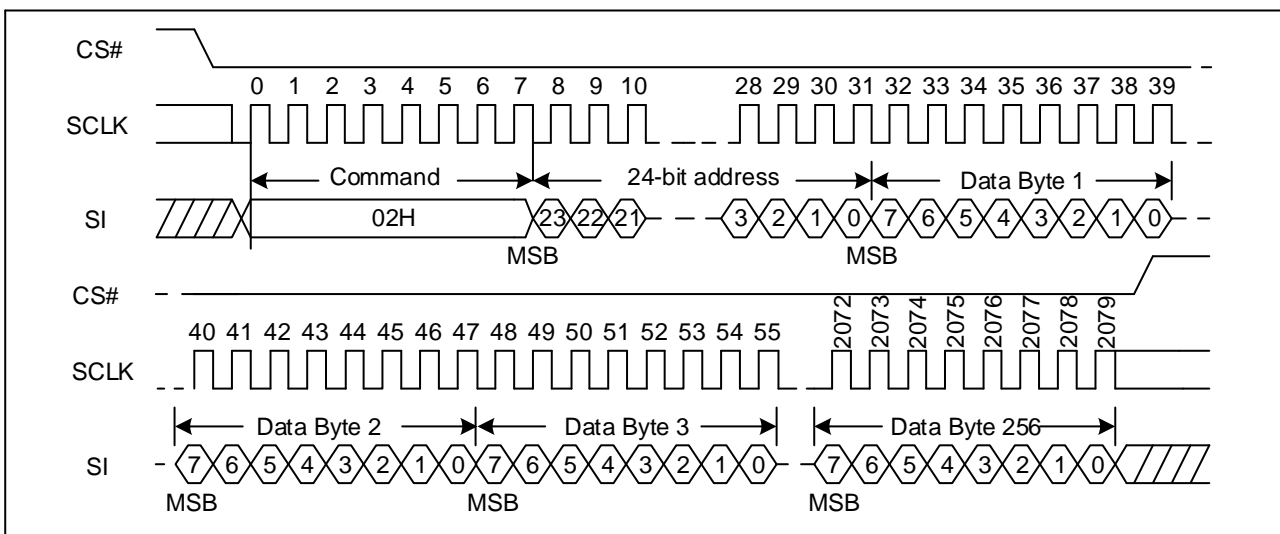 CS#
0 1 2 3 4 5 6 7 8 9 10 28 29 30 31 32 33 34 35 36 37 38 39
SCLK
Command 24-bit address Data Byte 1
SI 02H 23 22 21 3 2 1 0 7 6 5 4 3 2 1 0
MSB MSB
CS#
40 41 42 43 44 45 46 47 48 49 50 51 52 53 54 55 2072 2073 2074 2075 2076 2077 2078 2079
SCLK
Data Byte 2 Data Byte 3 Data Byte 256
SI 7 6 5 4 3 2 1 0 7 6 5 4 3 2 1 0 7 6 5 4 3 2 1 0
MSB MSB MSB